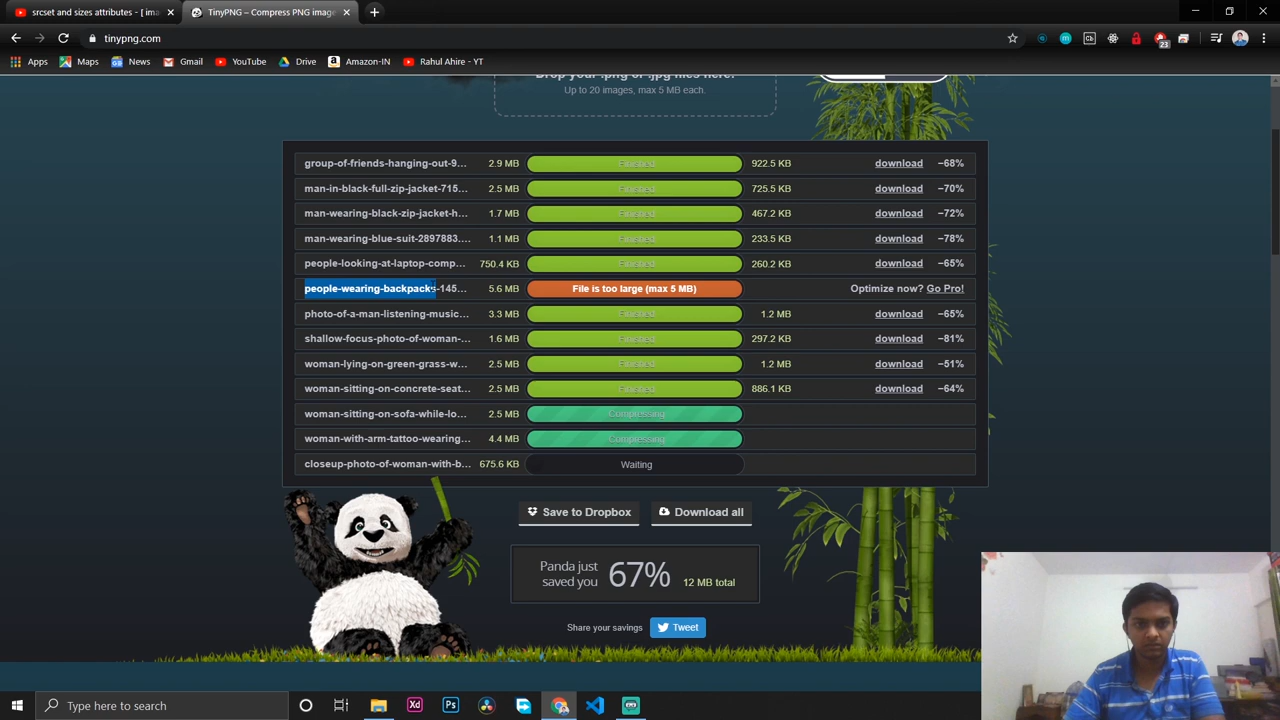 srcset and sizes attributes - [ ima
TinyPNG – Compress PNG image
tinypng.com
23
Apps
Maps
News
Gmail
YouTube
Drive
Amazon-IN
Rahul Ahire - YT
Drop your .png or .jpg files here!
Up to 20 images, max 5 MB each.
group-of-friends-hanging-out-9... 2.9 MB Finished 922.5 KB download −68%
man-in-black-full-zip-jacket-715... 2.5 MB Finished 725.5 KB download −70%
man-wearing-black-zip-jacket-h... 1.7 MB Finished 467.2 KB download −72%
man-wearing-blue-suit-2897883.... 1.1 MB Finished 233.5 KB download −78%
people-looking-at-laptop-comp... 750.4 KB Finished 260.2 KB download −65%
people-wearing-backpacks-145... 5.6 MB File is too large (max 5 MB) Optimize now? Go Pro!
photo-of-a-man-listening-music... 3.3 MB Finished 1.2 MB download −65%
shallow-focus-photo-of-woman-... 1.6 MB Finished 297.2 KB download −81%
woman-lying-on-green-grass-w... 2.5 MB Finished 1.2 MB download −51%
woman-sitting-on-concrete-seat... 2.5 MB Finished 886.1 KB download −64%
woman-sitting-on-sofa-while-lo... 2.5 MB Compressing
woman-with-arm-tattoo-wearing... 4.4 MB Compressing
closeup-photo-of-woman-with-b... 675.6 KB Waiting
Save to Dropbox
Download all
Panda just
saved you
67%
12 MB total
Share your savings
Tweet
Type here to search
Xd
Ps